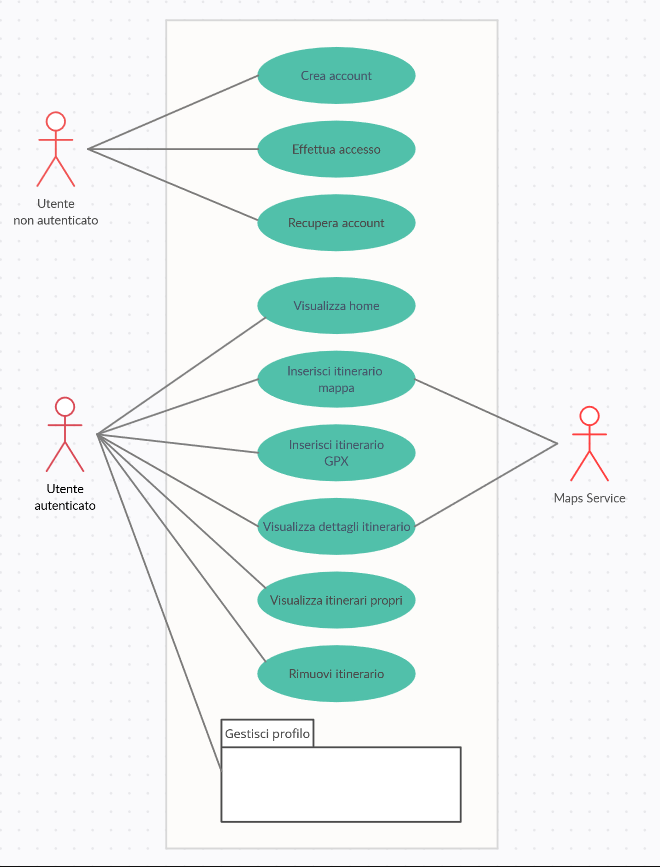 Crea account
Effettua accesso
Utente
non autenticato
Recupera account
Visualizza home
Inserisci itinerario
mappa
Inserisci itinerario
GPX
Utente
autenticato
Maps Service
Visualizza dettagli itinerario
Visualizza itinerari propri
Rimuovi itinerario
Gestisci profilo